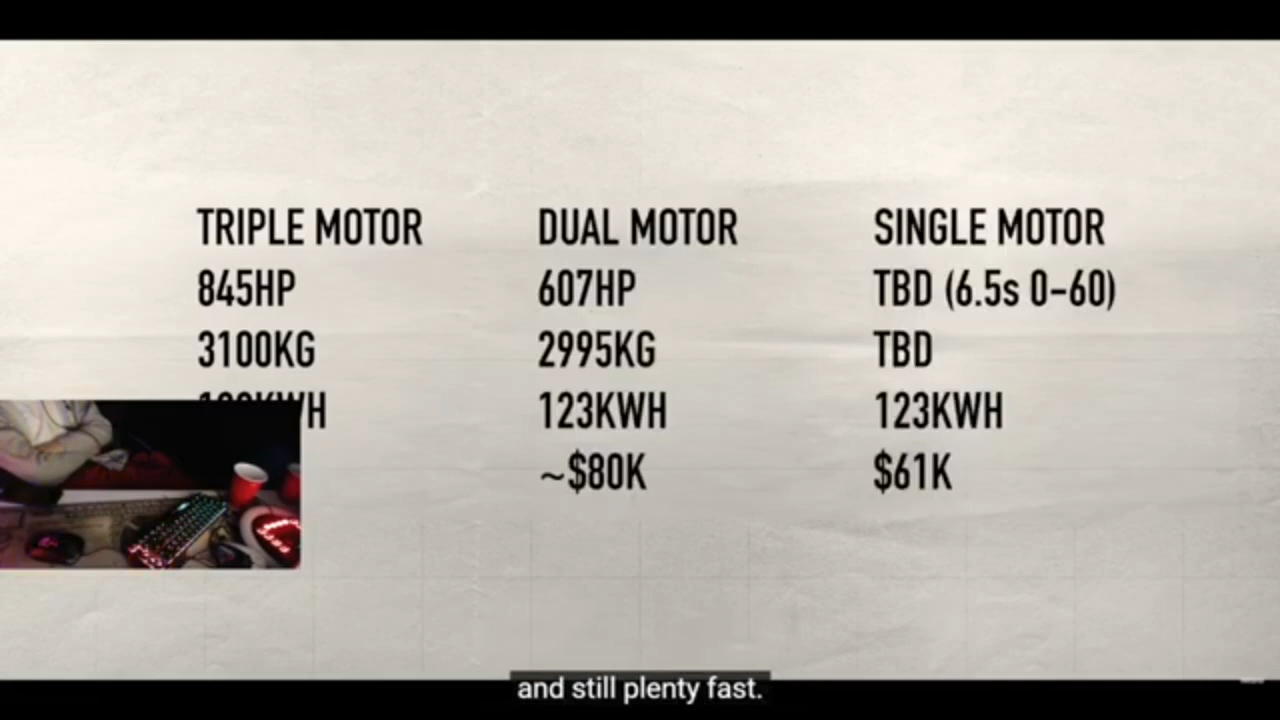 TRIPLE MOTOR
845HP
3100KG
DUAL MOTOR
607HP
2995KG
123KWH
~$80K
SINGLE MOTOR
TBD (6.5s 0-60)
TBD
123KWH
$61K
and still plenty fast.